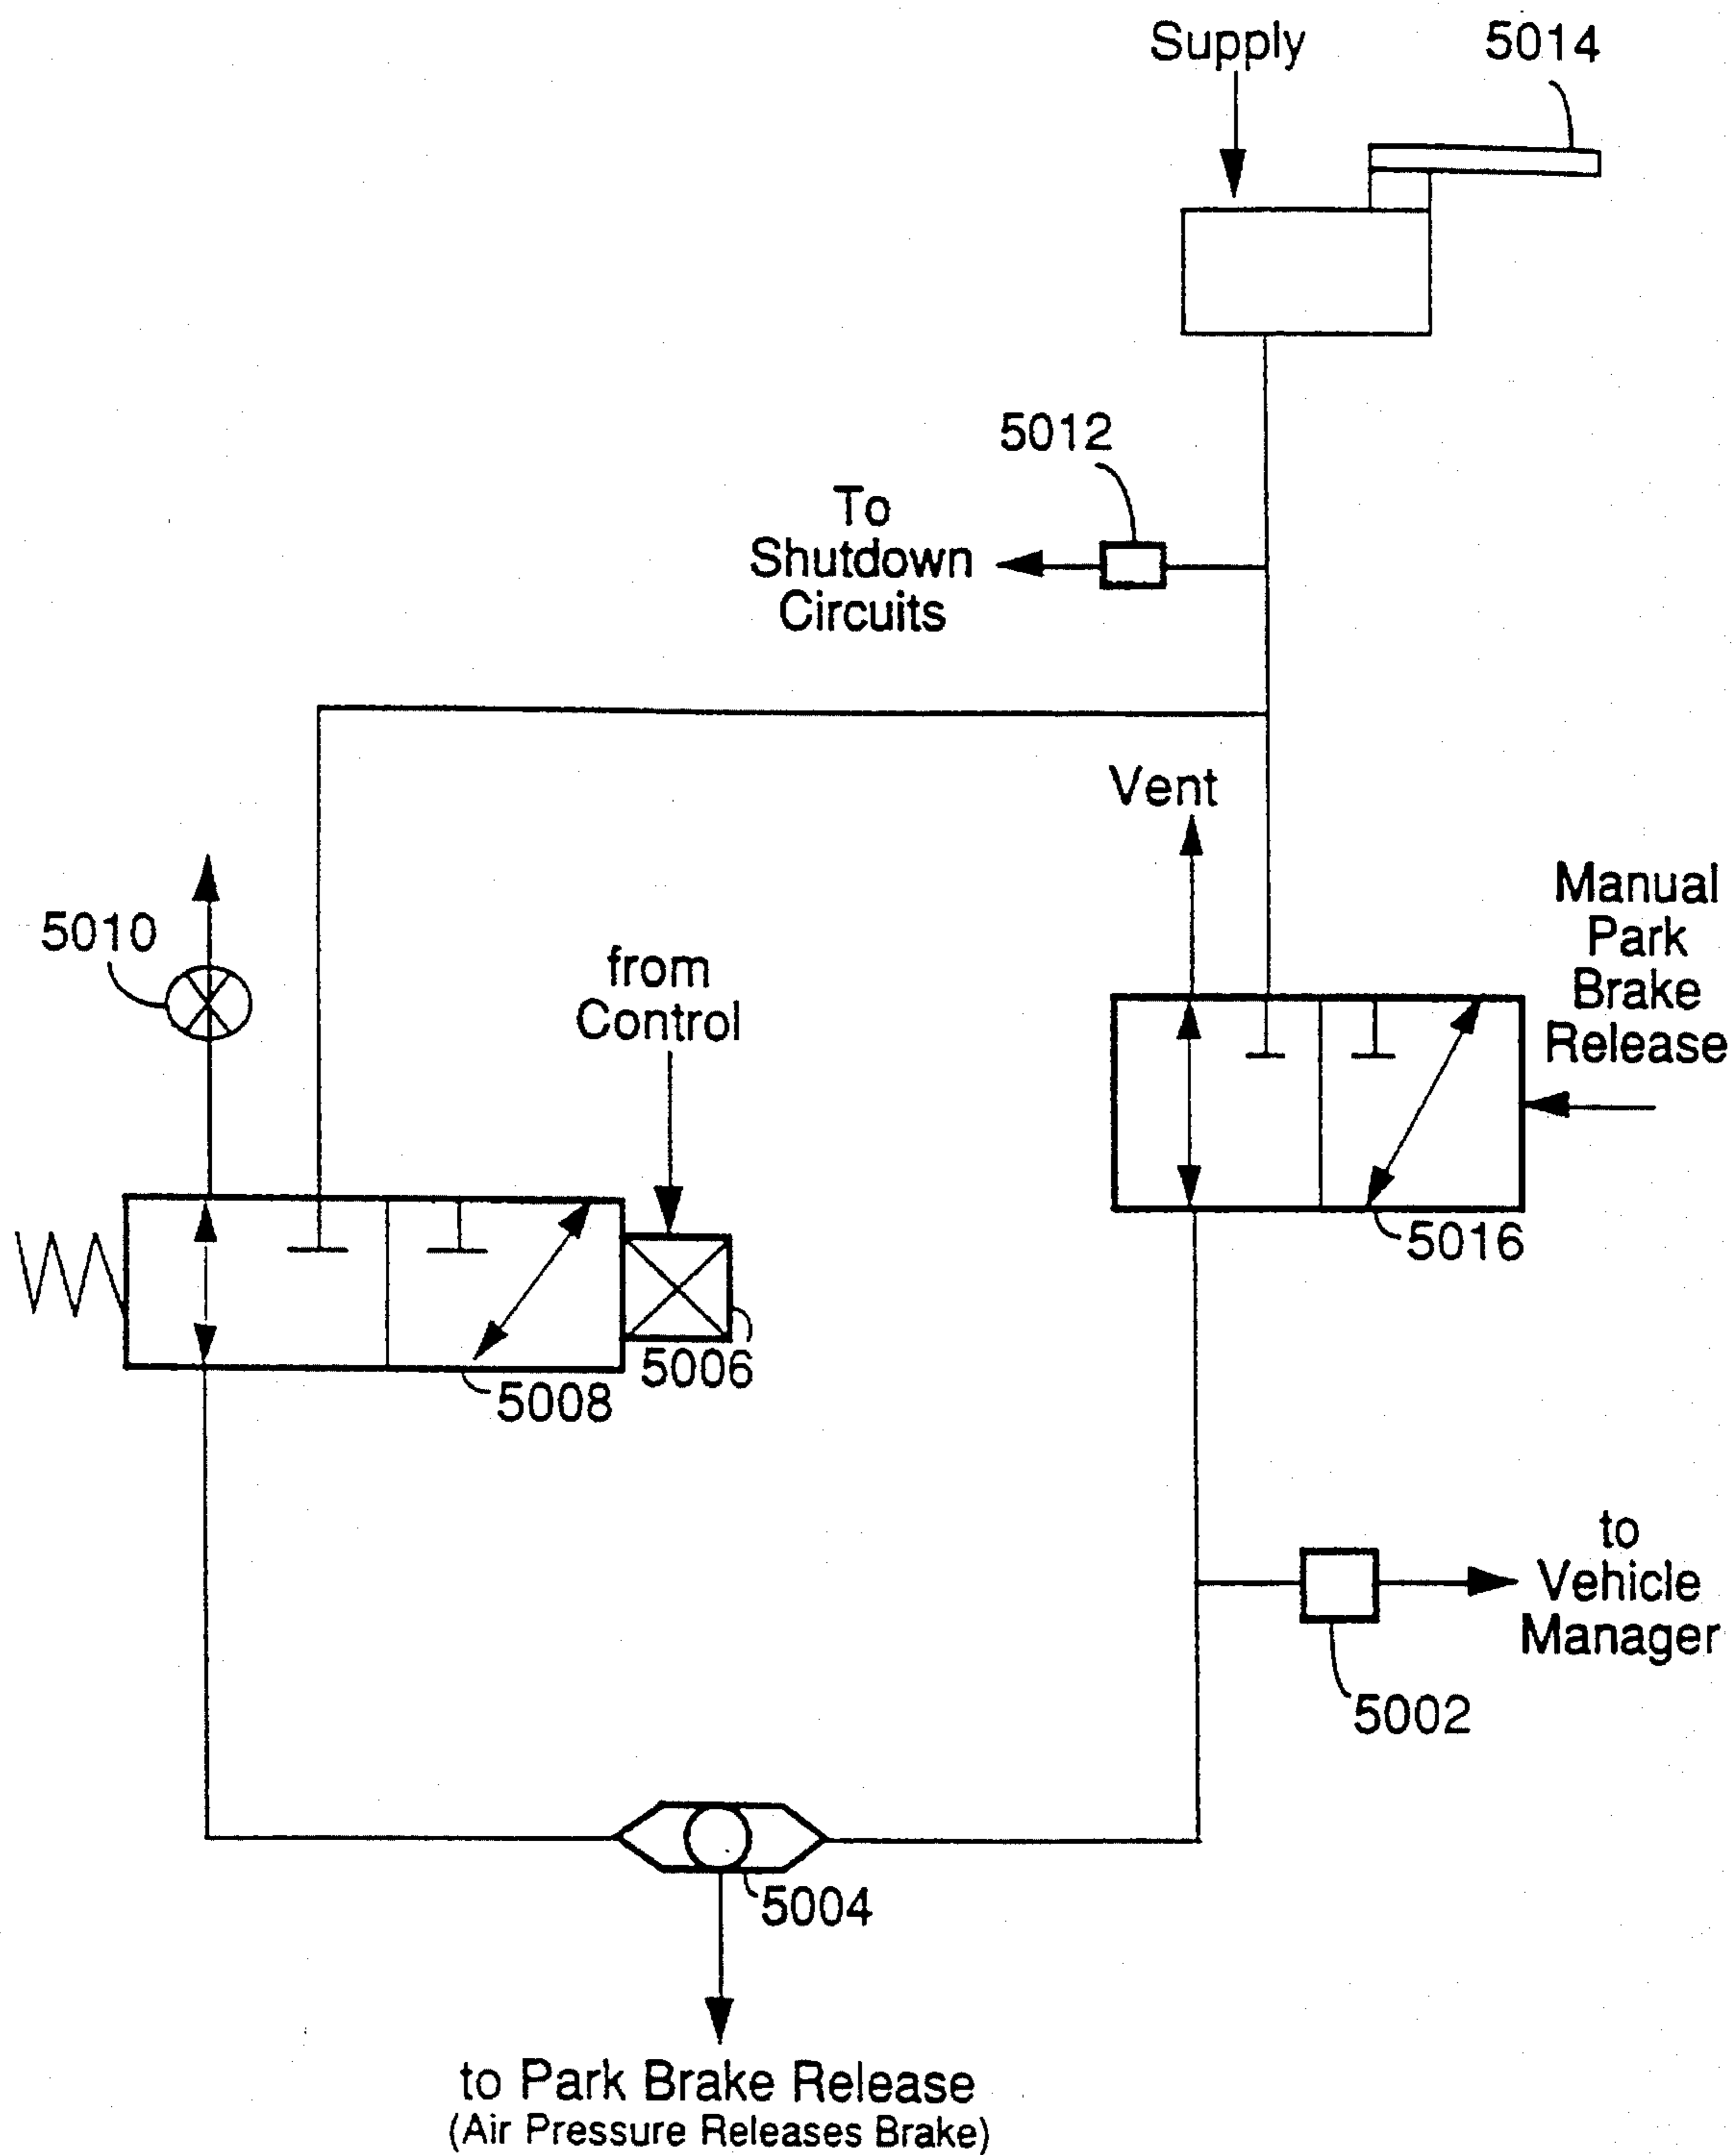 Supply
5014
5012
To
Shutdown
Circuits
Vent
Manual
Park
Brake
Release
5010
from
Control
5016
5006
5008
to
Vehicle
Manager
5002
5004
to Park Brake Release
(Air Pressure Releases Brake)